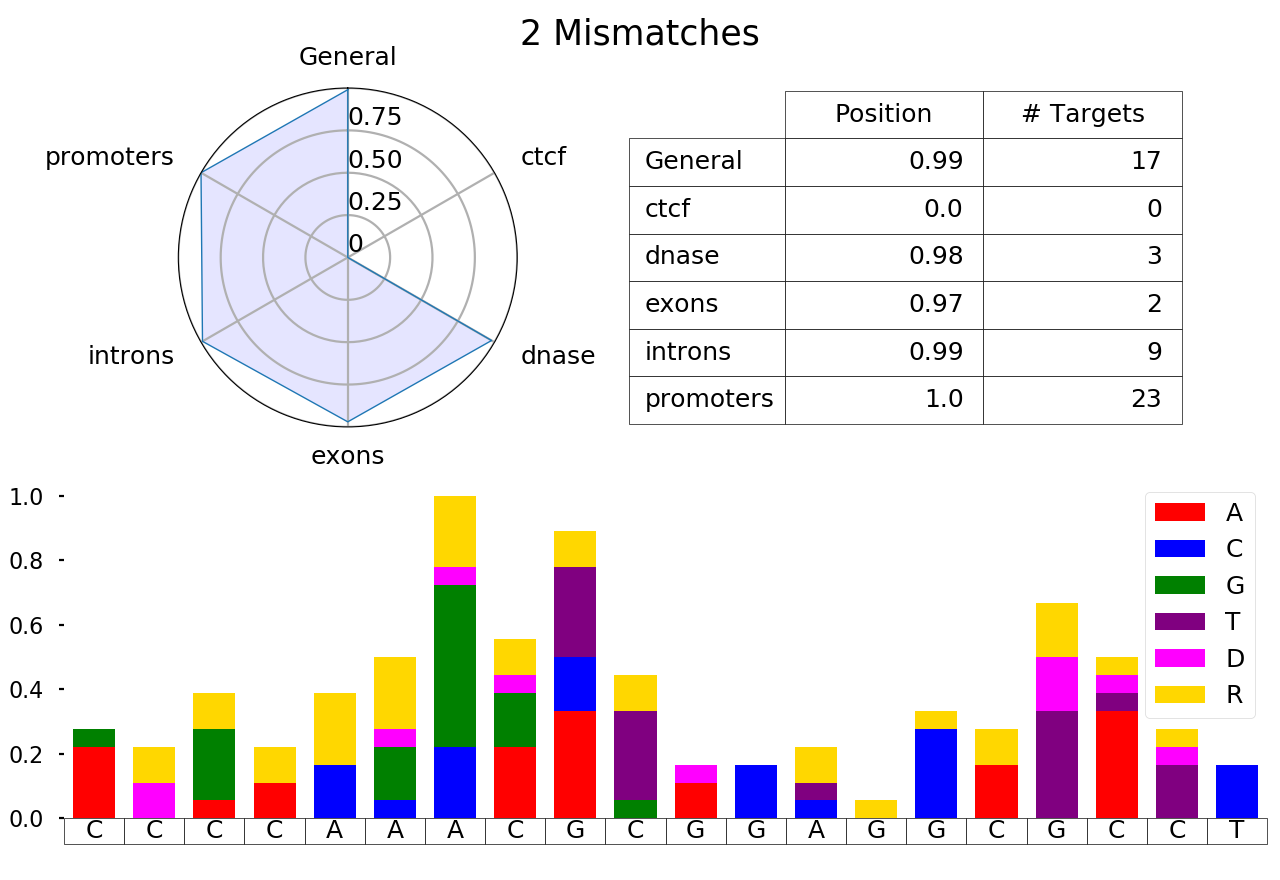 2 Mismatches
General
promoters
ctcf
introns
dnase
exons
0.75
0.50
0.25
0
Position # Targets
General 0.99 17
ctcf 0.0 0
dnase 0.98 3
exons 0.97 2
introns 0.99 9
promoters 1.0 23
1.0
0.8
0.6
0.4
0.2
0.0
A
C
G
T
D
R
C C C C A A A C G C G G A G G C G C C T